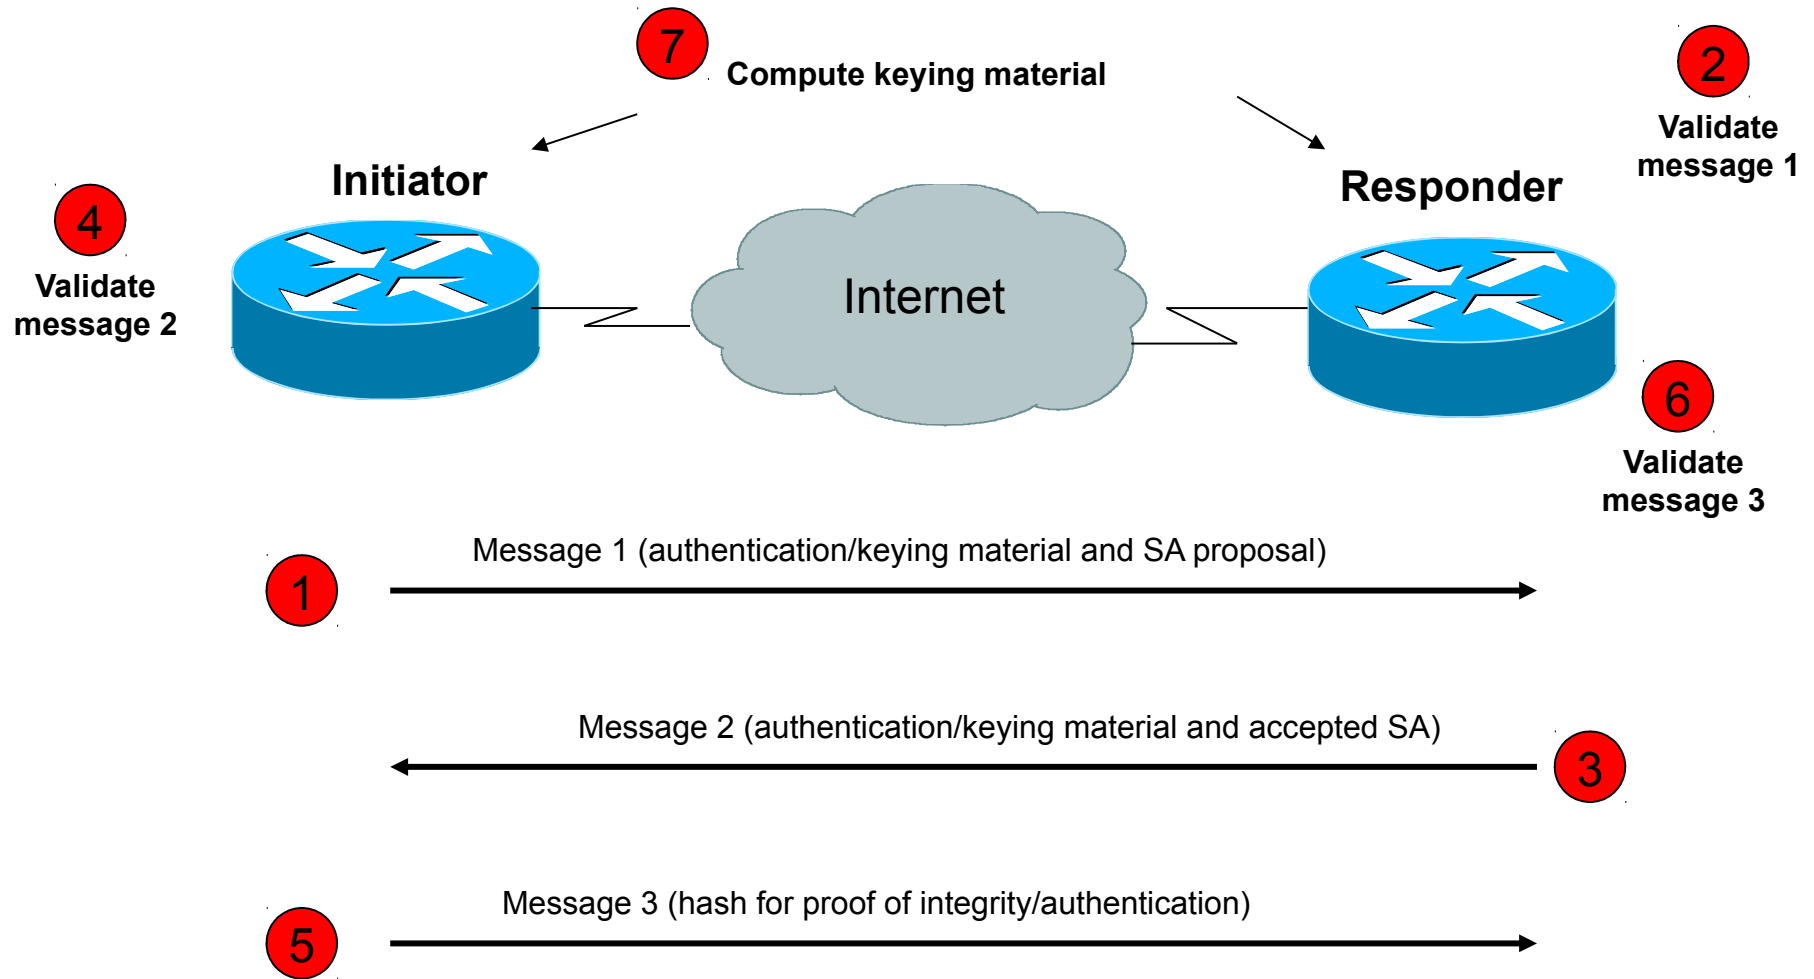 7
Compute keying material
2
Validate
message 1
Initiator
Responder
4
Validate
message 2
Internet
6
Validate
message 3
Message 1 (authentication/keying material and SA proposal)
1
Message 2 (authentication/keying material and accepted SA)
3
Message 3 (hash for proof of integrity/authentication)
5